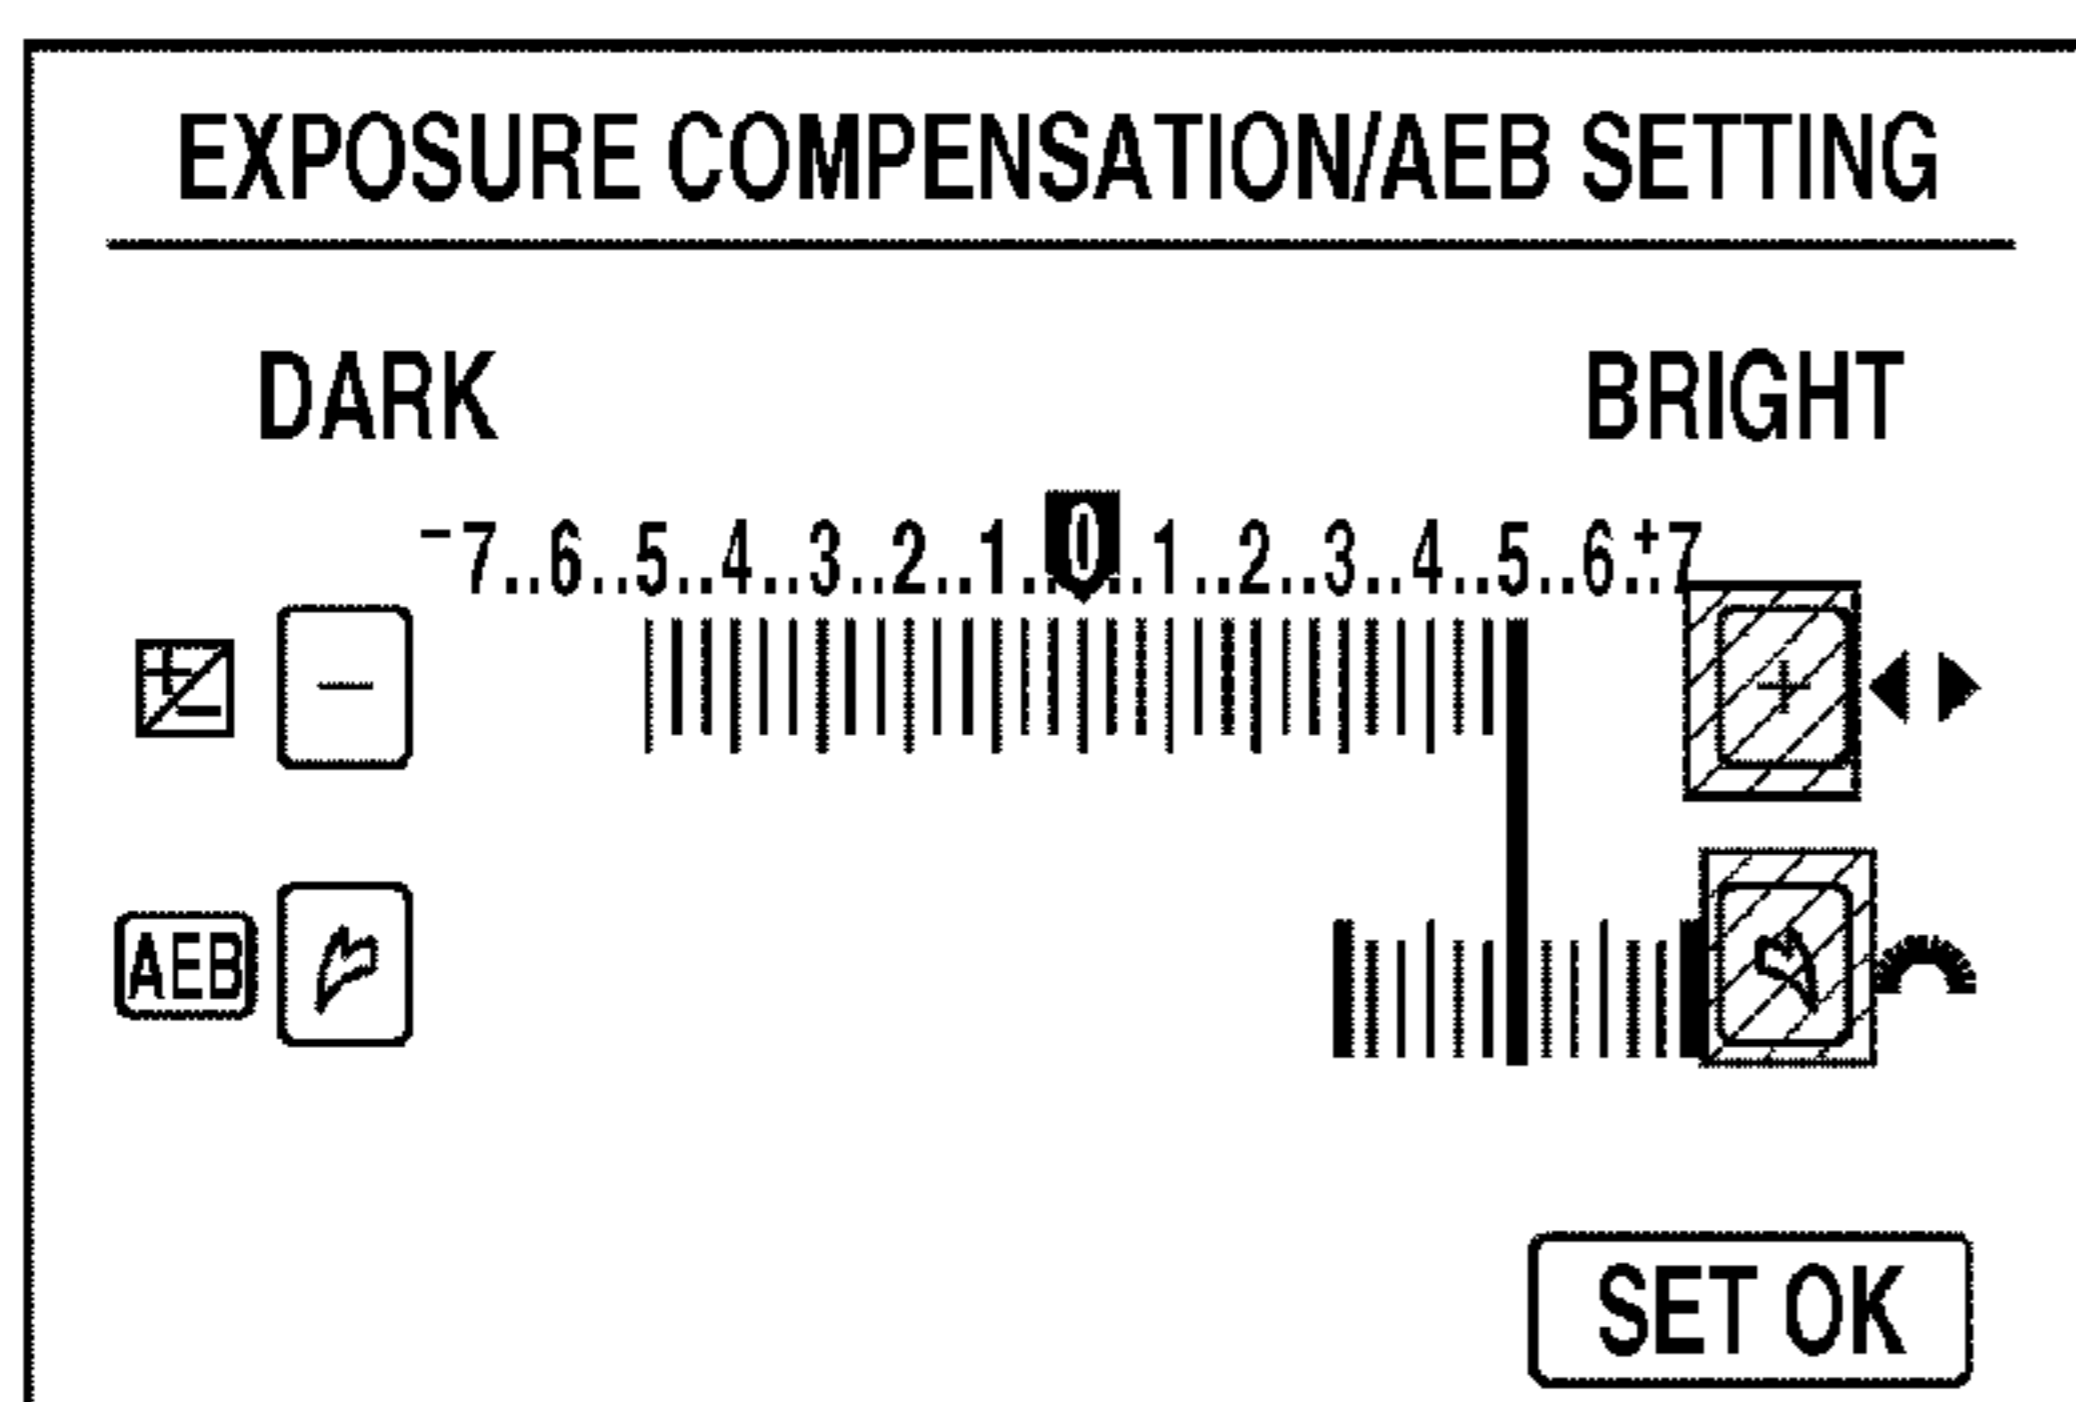 EXPOSURE COMPENSATION/AEB SETTING
DARK BRIGHT
-7..6..5..4..3..2..1..0..1..2..3..4..5..6..+7
+ - - +
AEB
SET OK